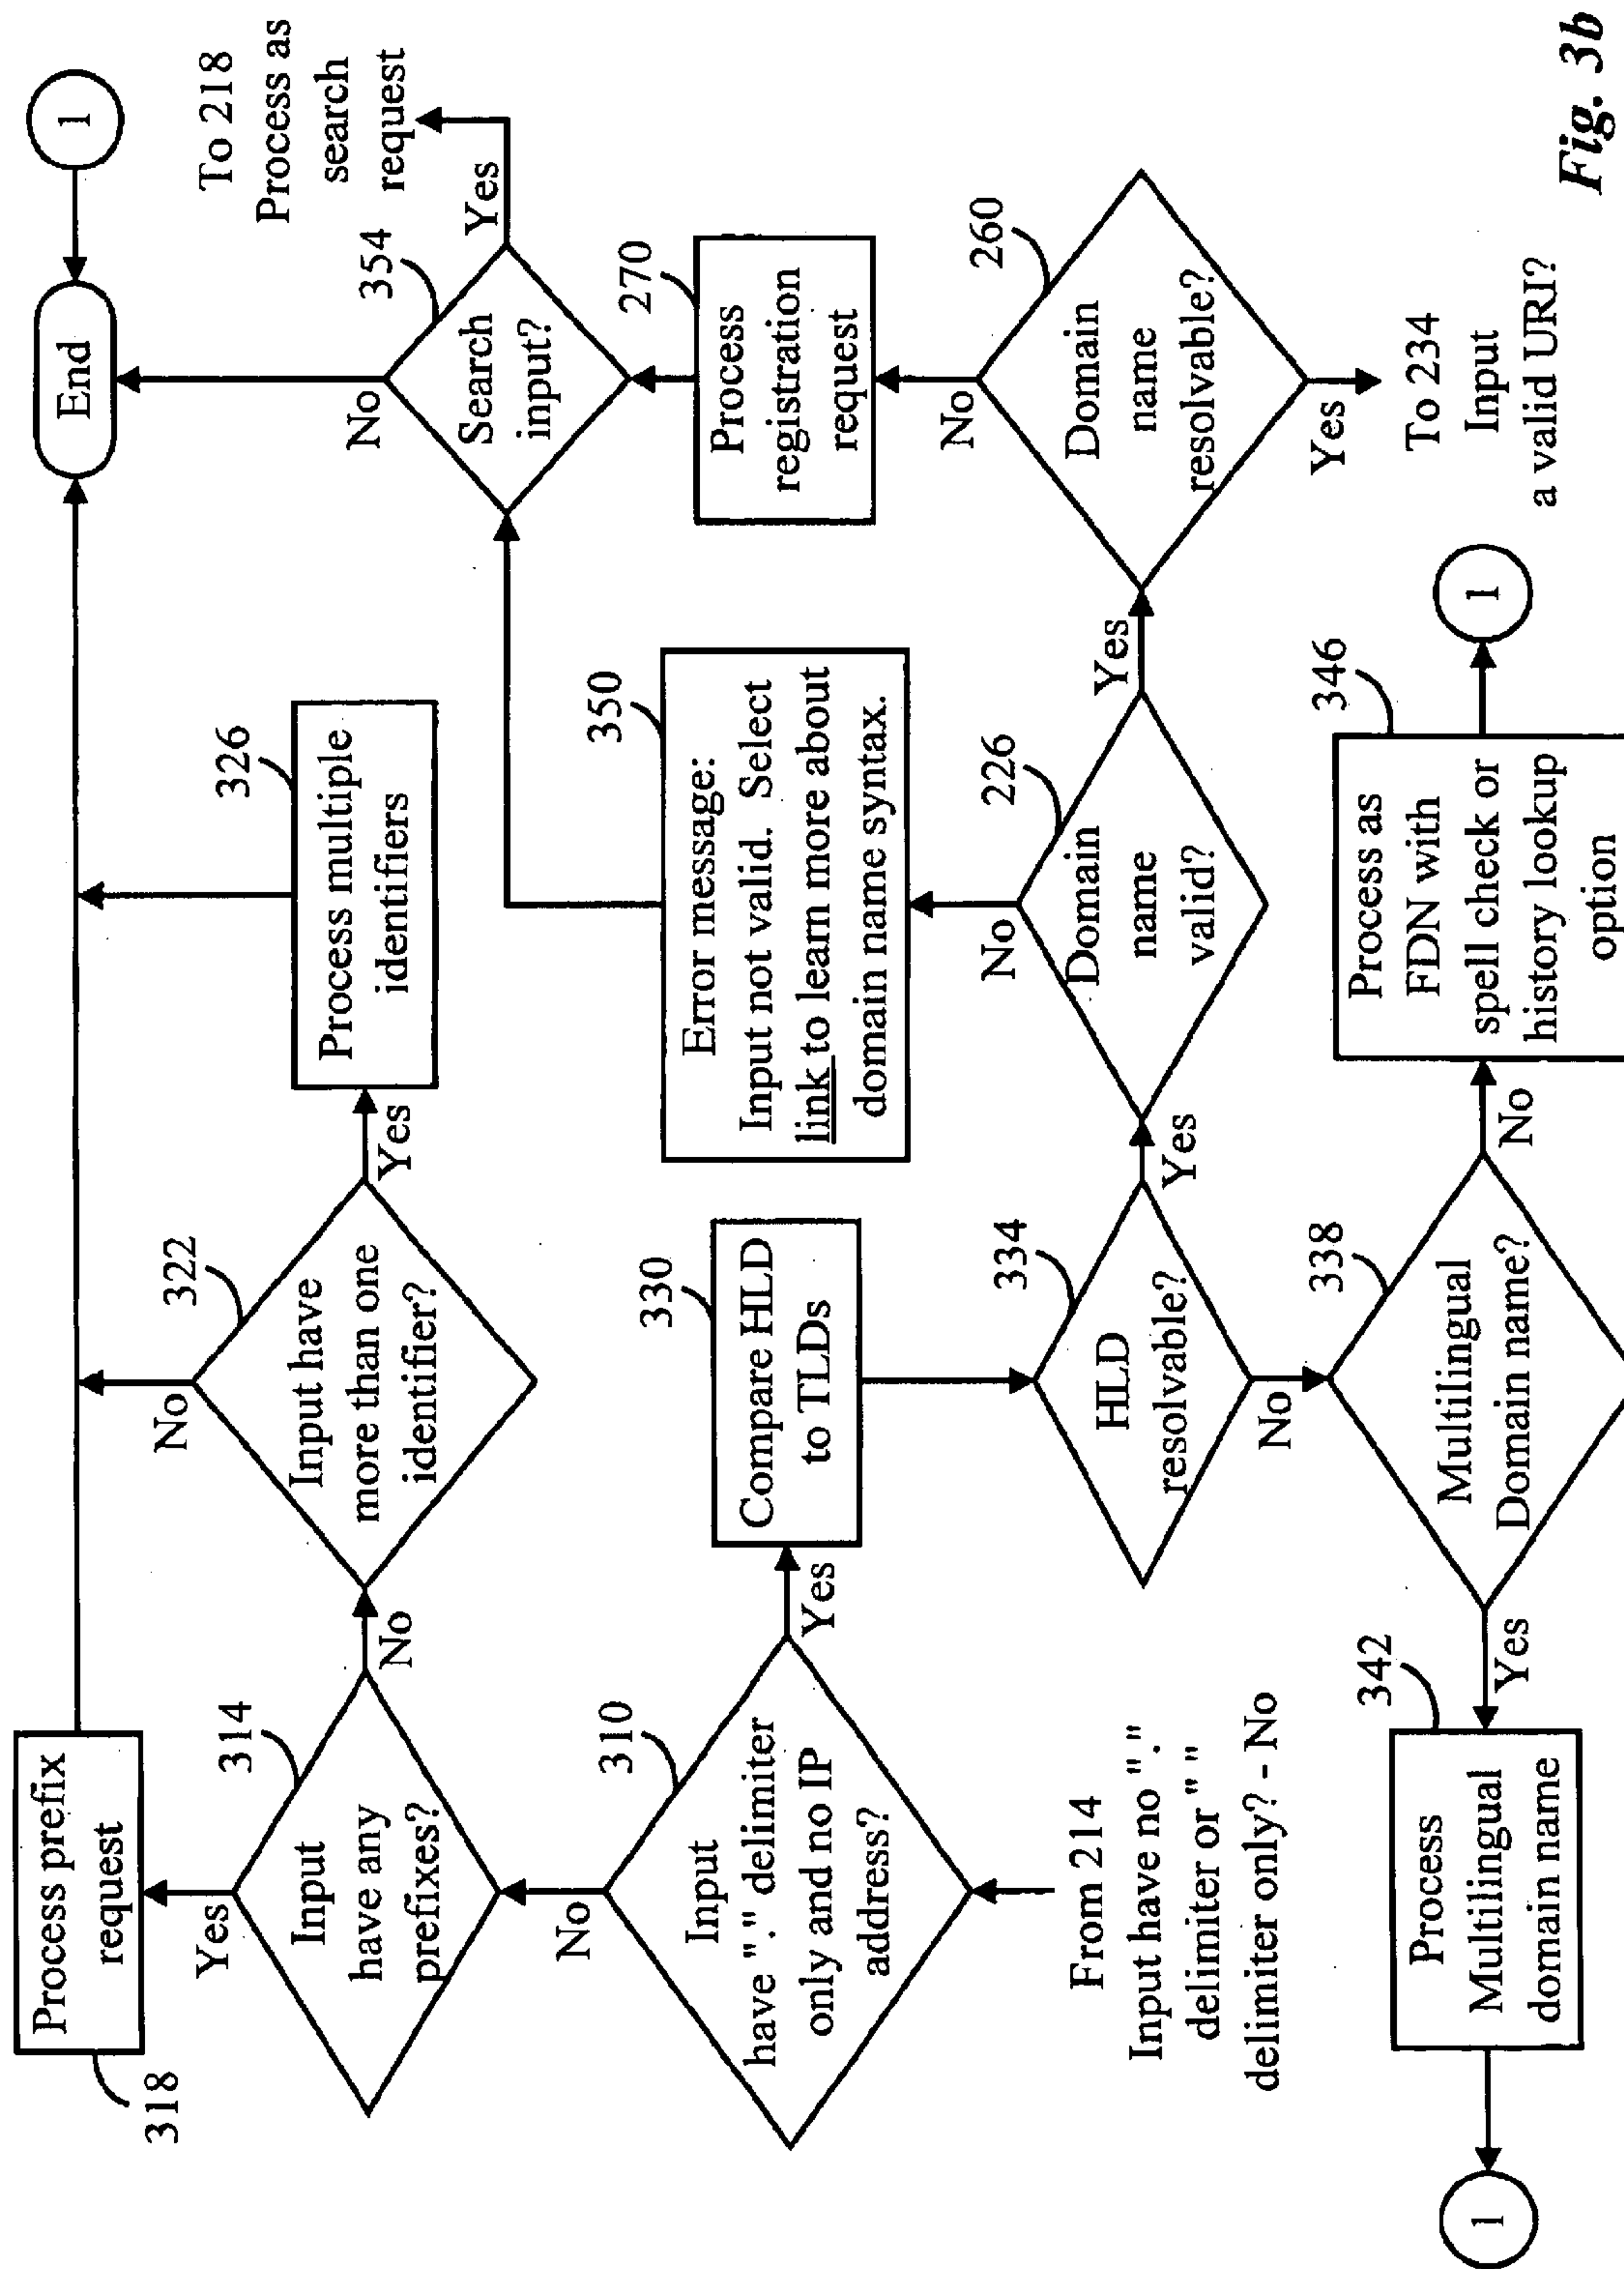 318
Process prefix
request
End
1
Input
have any
prefixes?
314
Yes
No
Input have
more than one
identifier?
322
No
Yes
Process multiple
identifiers
326
Search
input?
354
No
Yes
To 218
Process as
search
request
Input
have "." delimiter
only and no IP
address?
310
No
Yes
Compare HLD
to TLDs
330
Error message:
Input not valid. Select
link to learn more about
domain name syntax.
350
Process
registration
request
270
From 214
Input have no "."
delimiter or " "
delimiter only? - No
HLD
resolvable?
334
Yes
No
Domain
name
valid?
226
No
Yes
Domain
name
resolvable?
260
No
Yes
To 234
Input
a valid URI?
1
Process
Multilingual
domain name
342
Yes
Multilingual
Domain name?
338
No
Process as
FDN with
spell check or
history lookup
option
346
1
Fig. 3b